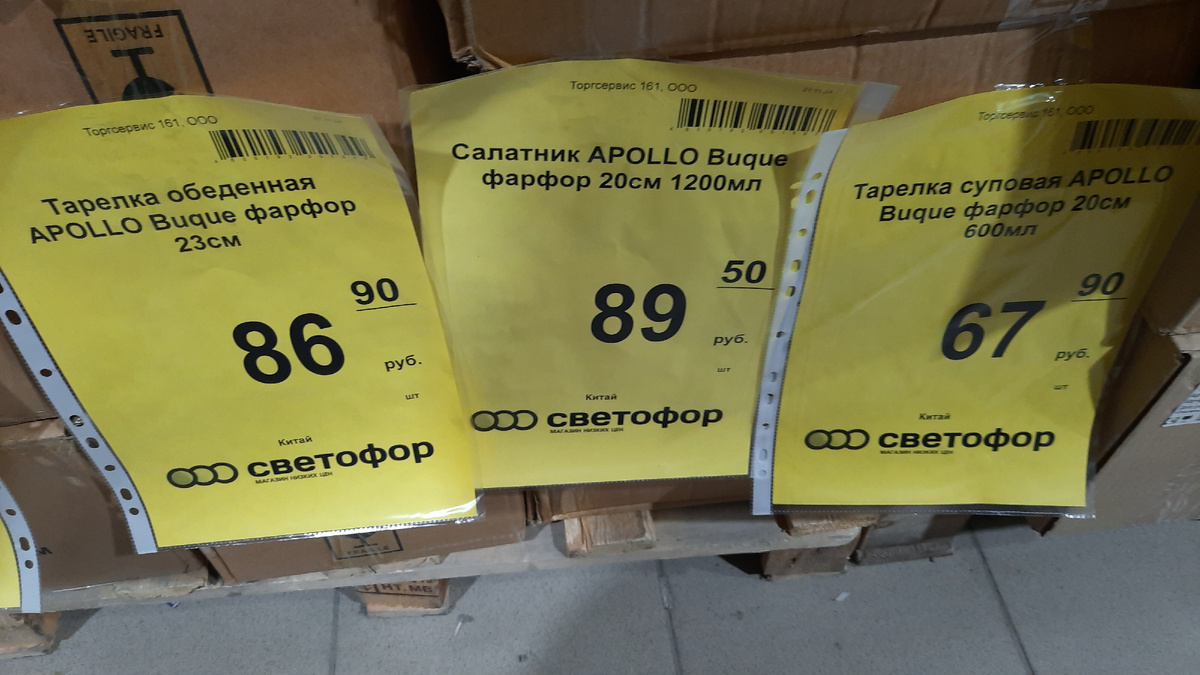 FRAGILE
Торгсервис 161, ООО
Тарелка обеденная
APOLLO Buque фарфор
23см
86 90
руб.
шт
Китай
светофор
МАГАЗИН НИЗКИХ ЦЕН
Торгсервис 161, ООО
Салатник APOLLO Buque
фарфор 20см 1200мл
89 50
руб.
шт
Китай
светофор
МАГАЗИН НИЗКИХ ЦЕН
Торгсервис 161, ООО
Тарелка суповая APOLLO
Buque фарфор 20см
600мл
67 90
руб.
шт
Китай
светофор
МАГАЗИН НИЗКИХ ЦЕН
FRAGILE